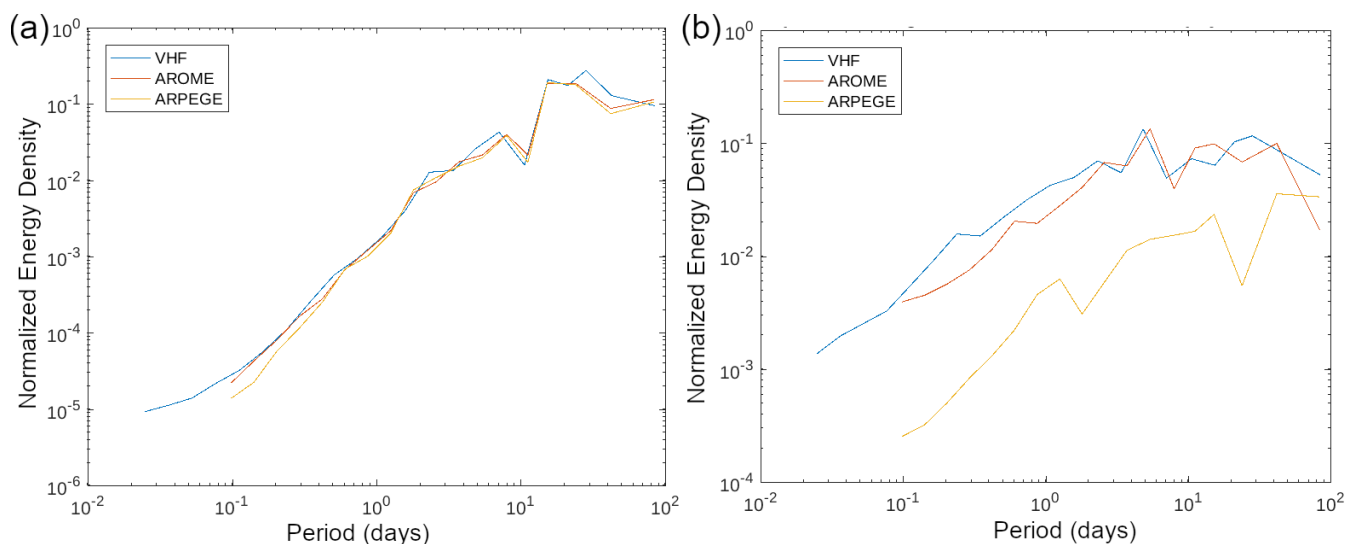 (a)
10^0
10^-1
10^-2
10^-3
10^-4
10^-5
10^-6
Normalized Energy Density
VHF
AROME
ARPEGE
10^-2
10^-1
10^0
10^1
10^2
Period (days)
(b)
10^0
10^-1
10^-2
10^-3
10^-4
Normalized Energy Density
VHF
AROME
ARPEGE
10^-2
10^-1
10^0
10^1
10^2
Period (days)